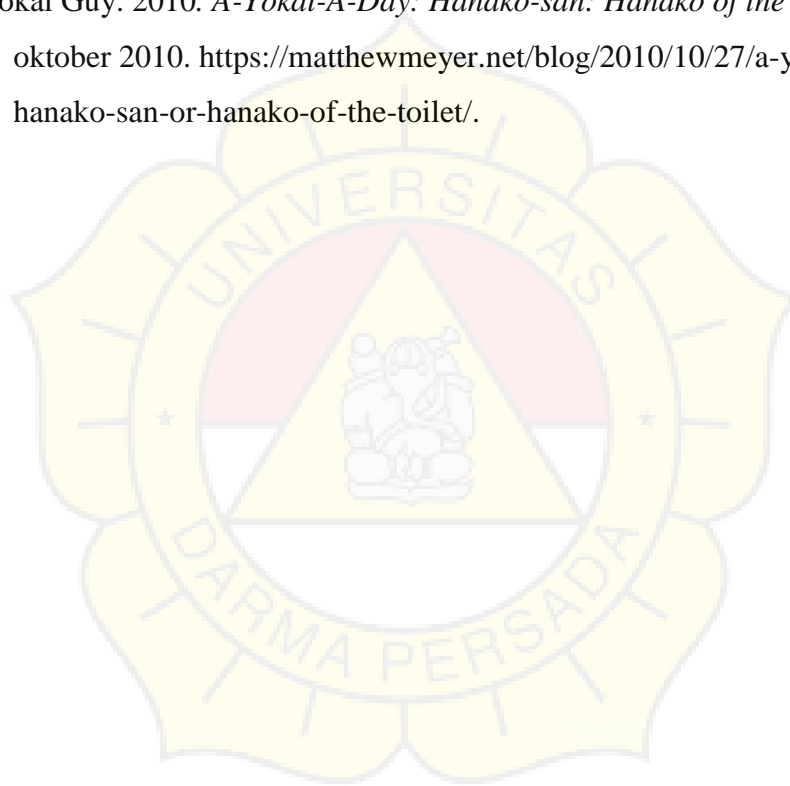 okai Guy. 2010. A-Yokai-A-Day: Hanako-san: Hanako of the
oktober 2010. https://matthewmeyer.net/blog/2010/10/27/a-y
hanako-san-or-hanako-of-the-toilet/.
UNIVERSITAS
DARMA PERSADA